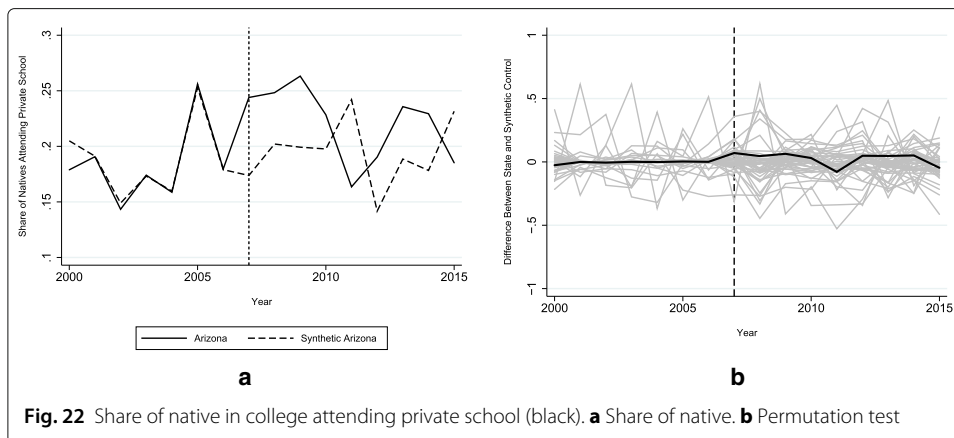 Share of Natives Attending Private School
.3
.25
.2
.15
.1
2000
2005
2010
2015
Year
Arizona
Synthetic Arizona
a
Difference Between State and Synthetic Control
1
.5
0
-.5
-1
2000
2005
2010
2015
Year
b
Fig. 22 Share of native in college attending private school (black). a Share of native. b Permutation test